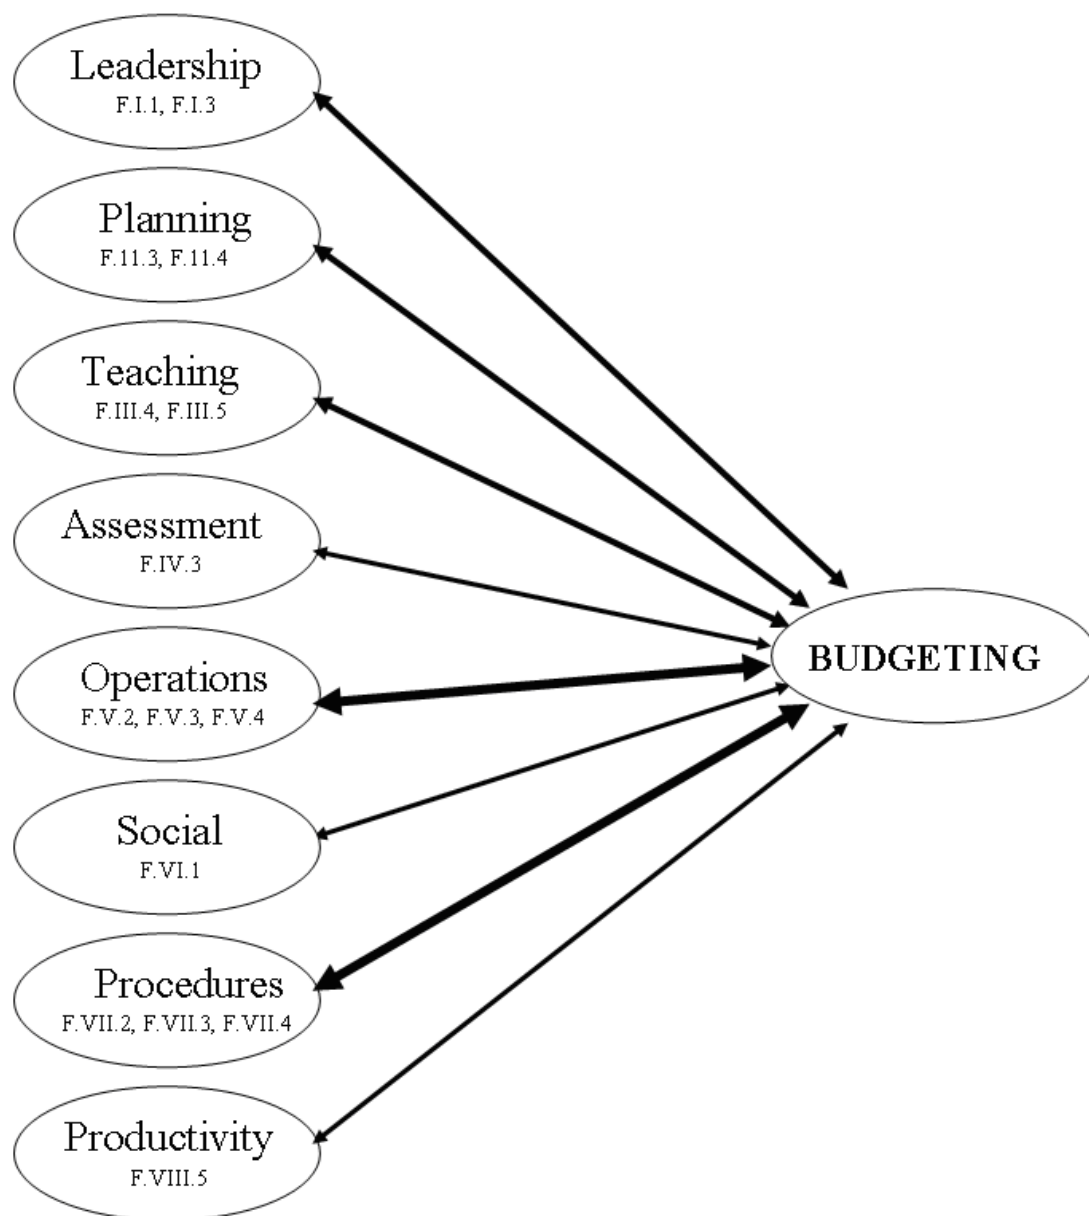 Leadership
F.I.1, F.I.3
Planning
F.11.3, F.11.4
Teaching
F.III.4, F.III.5
Assessment
F.IV.3
Operations
F.V.2, F.V.3, F.V.4
BUDGETING
Social
F.VI.1
Procedures
F.VII.2, F.VII.3, F.VII.4
Productivity
F.VIII.5